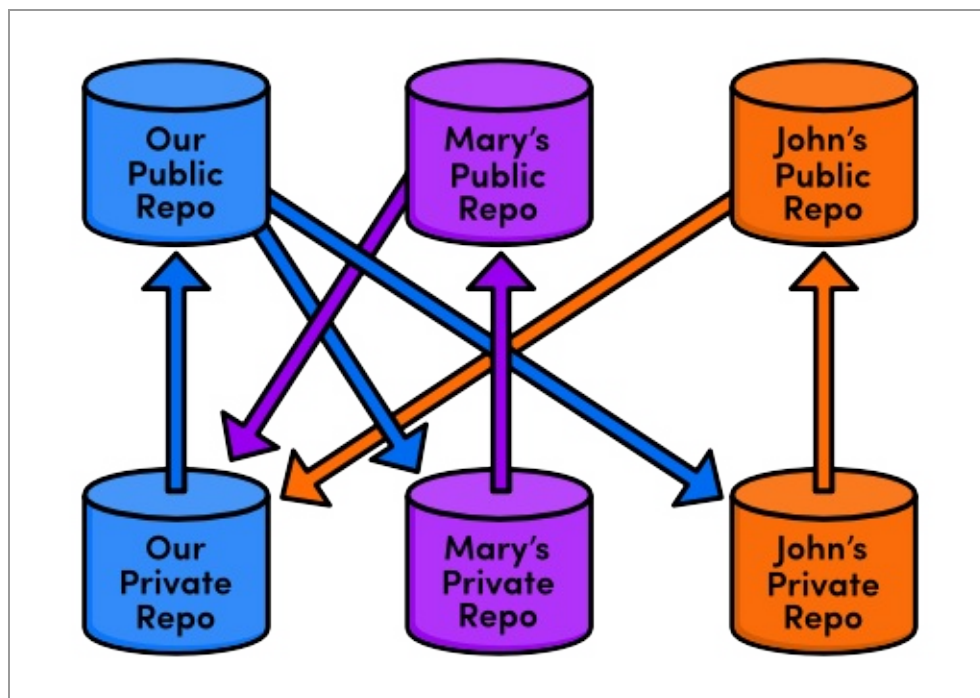 Our
Public
Repo
Mary's
Public
Repo
John's
Public
Repo
Our
Private
Repo
Mary's
Private
Repo
John's
Private
Repo